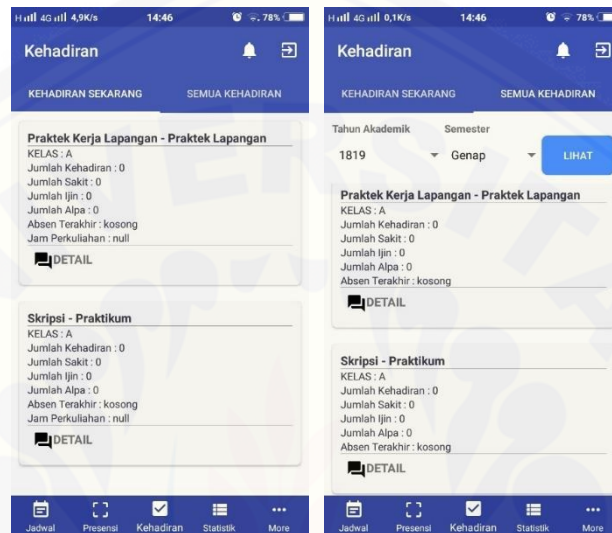 H 4G 4,9K/s 14:46 78%
Kehadiran
KEHADIRAN SEKARANG SEMUA KEHADIRAN
Praktek Kerja Lapangan - Praktek Lapangan
KELAS : A
Jumlah Kehadiran : 0
Jumlah Sakit : 0
Jumlah Ijin : 0
Jumlah Alpa : 0
Absen Terakhir : kosong
Jam Perkuliahan : null
DETAIL
Skripsi - Praktikum
KELAS : A
Jumlah Kehadiran : 0
Jumlah Sakit : 0
Jumlah Ijin : 0
Jumlah Alpa : 0
Absen Terakhir : kosong
Jam Perkuliahan : null
DETAIL
Jadwal Presensi Kehadiran Statistik More
H 4G 0,1K/s 14:46 78%
Kehadiran
KEHADIRAN SEKARANG SEMUA KEHADIRAN
Tahun Akademik Semester
1819 Genap LIHAT
Praktek Kerja Lapangan - Praktek Lapangan
KELAS : A
Jumlah Kehadiran : 0
Jumlah Sakit : 0
Jumlah Ijin : 0
Jumlah Alpa : 0
Absen Terakhir : kosong
DETAIL
Skripsi - Praktikum
KELAS : A
Jumlah Kehadiran : 0
Jumlah Sakit : 0
Jumlah Ijin : 0
Jumlah Alpa : 0
Absen Terakhir : kosong
DETAIL
Jadwal Presensi Kehadiran Statistik More